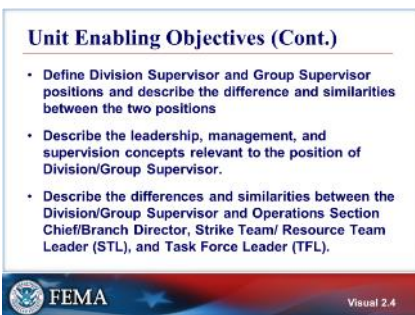 Unit Enabling Objectives (Cont.)
• Define Division Supervisor and Group Supervisor
positions and describe the difference and similarities
between the two positions
• Describe the leadership, management, and
supervision concepts relevant to the position of
Division/Group Supervisor.
• Describe the differences and similarities between the
Division/Group Supervisor and Operations Section
Chief/Branch Director, Strike Team/ Resource Team
Leader (STL), and Task Force Leader (TFL).
FEMA
Visual 2.4